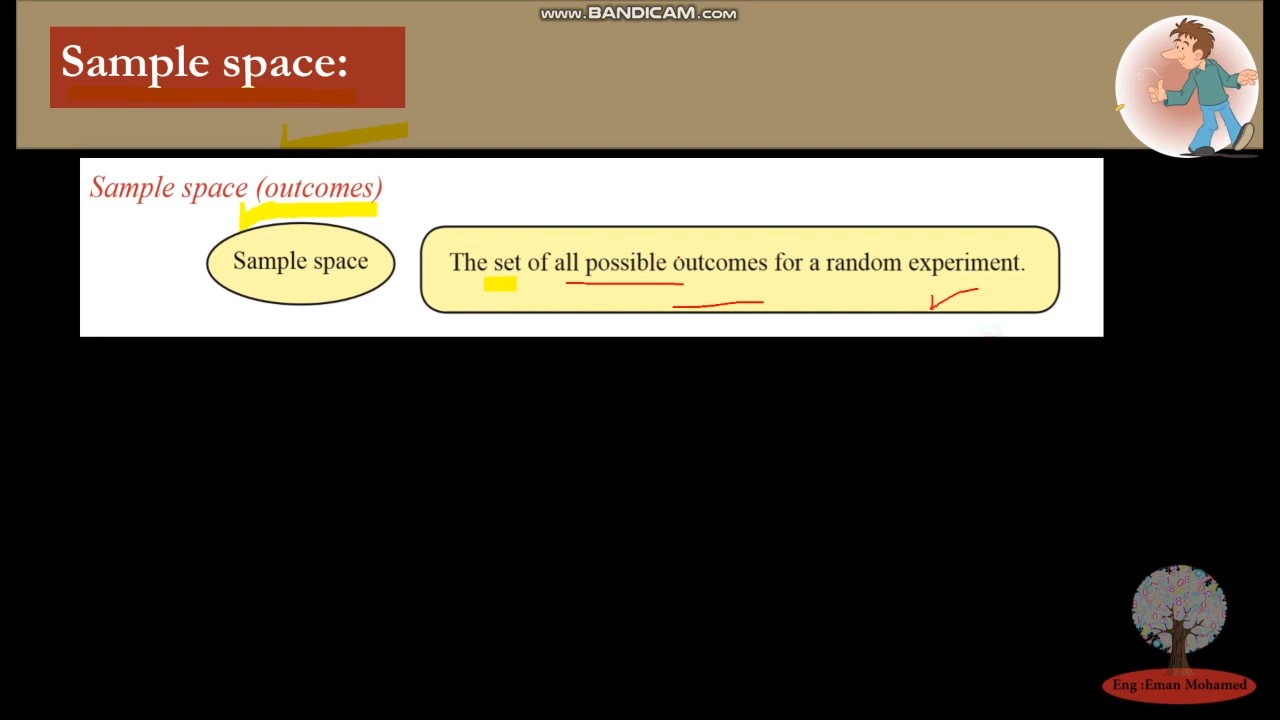 www.BANDICAM.com
Sample space:
Sample space (outcomes)
Sample space
The set of all possible outcomes for a random experiment.
Eng :Eman Mohamed